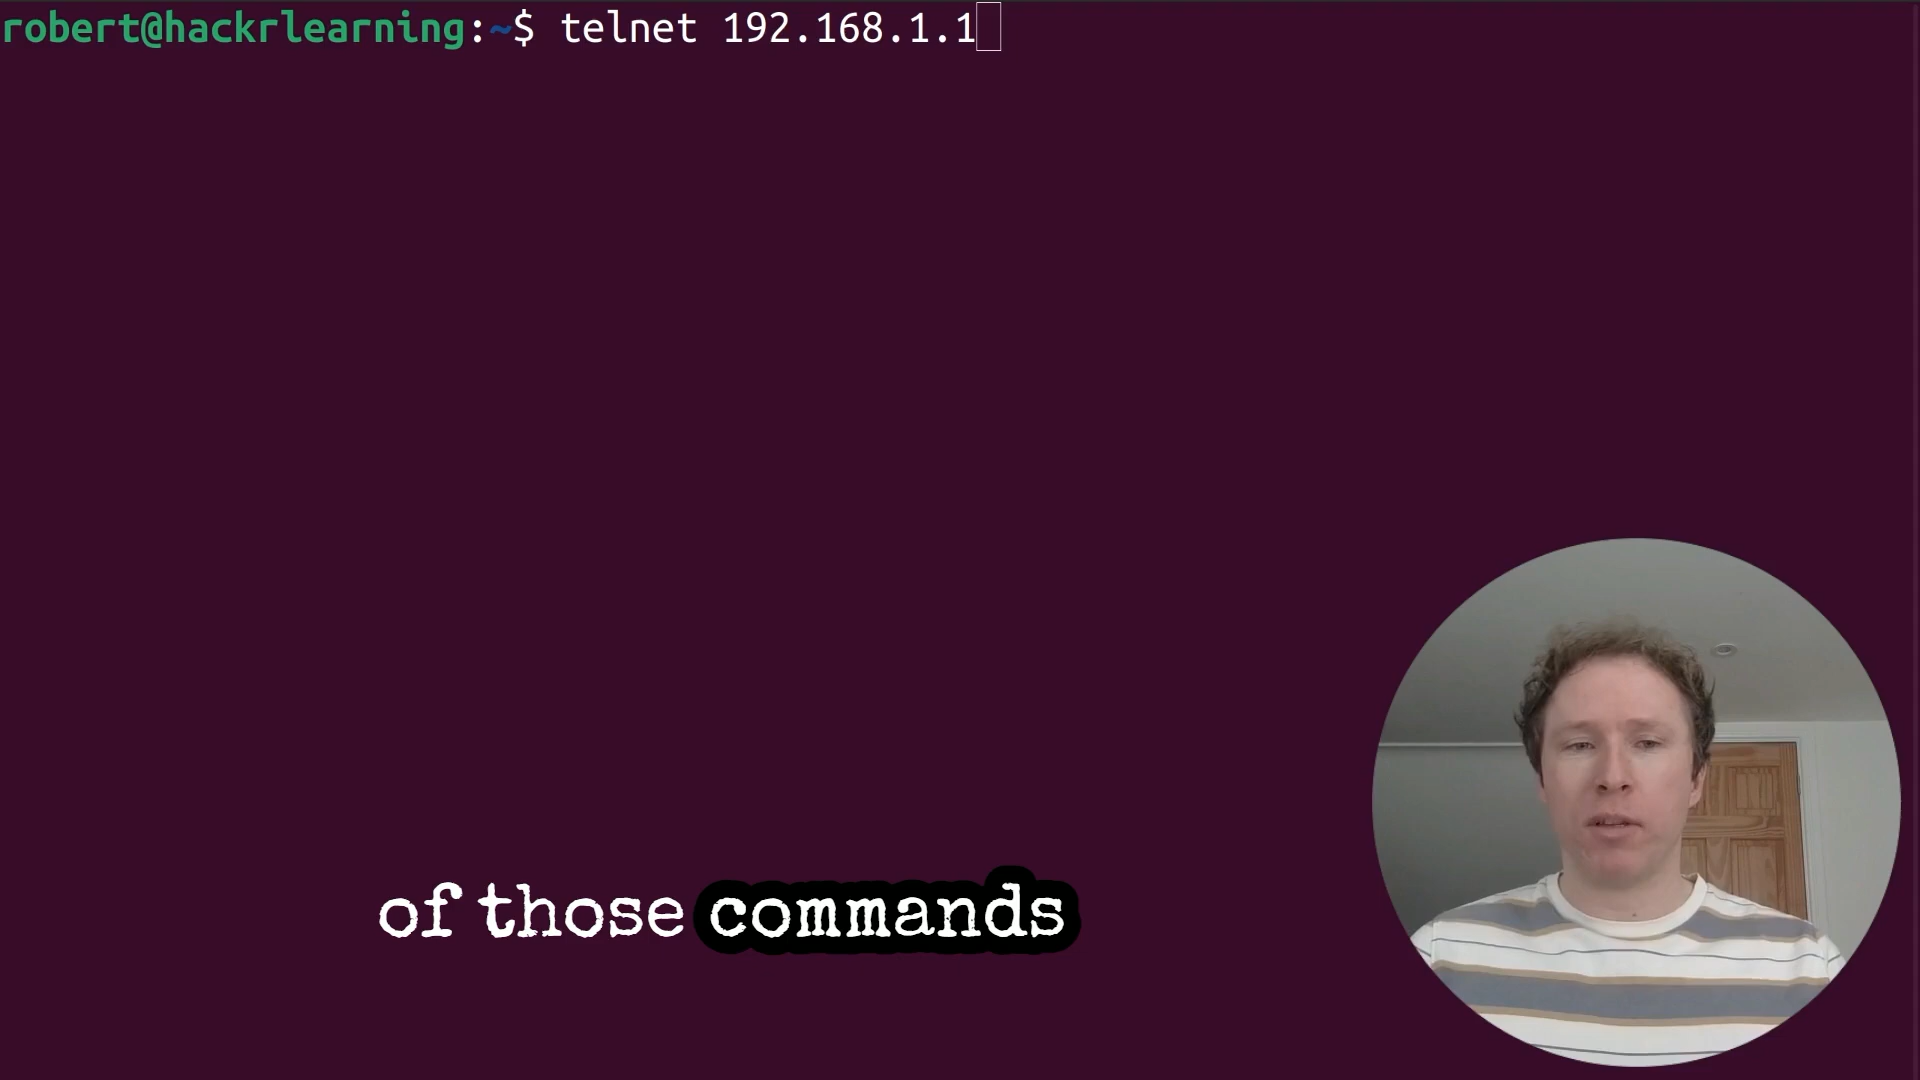 robert@hackrlearning:~$ telnet 192.168.1.1
of those commands